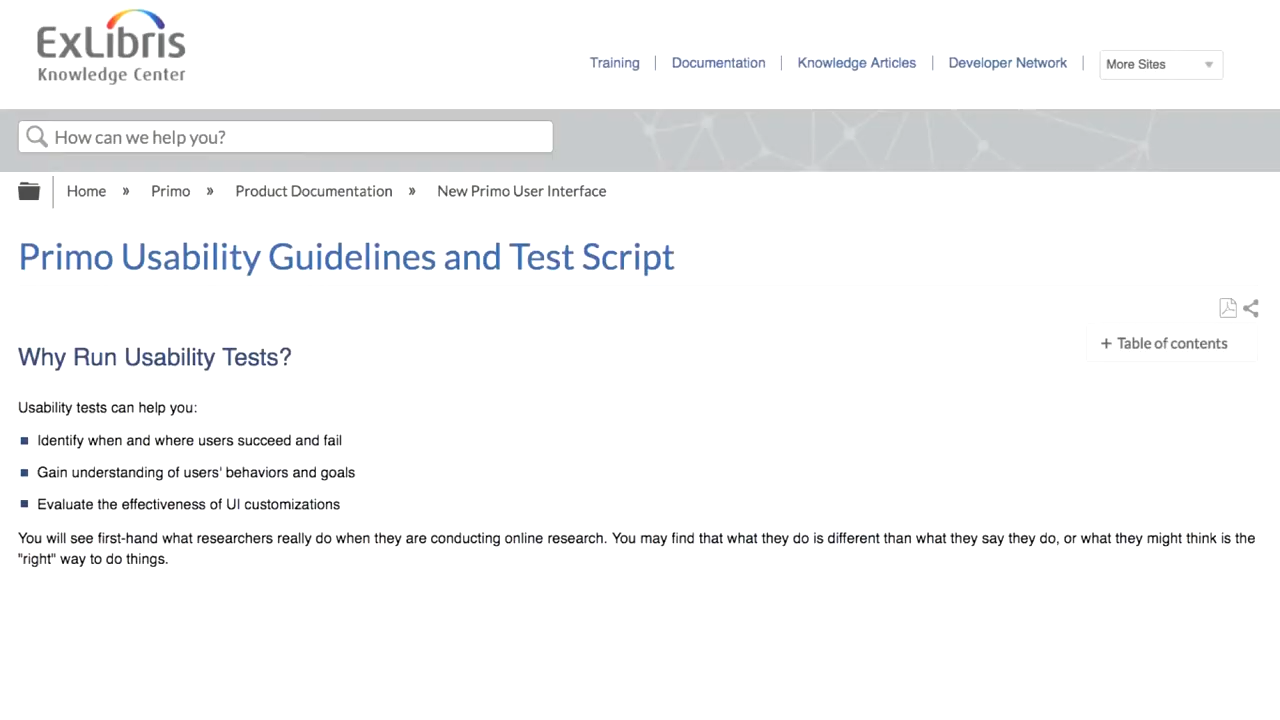 ExLibris
Knowledge Center
Training
Documentation
Knowledge Articles
Developer Network
More Sites
How can we help you?
Home » Primo » Product Documentation » New Primo User Interface
Primo Usability Guidelines and Test Script
+ Table of contents
Why Run Usability Tests?
Usability tests can help you:
Identify when and where users succeed and fail
Gain understanding of users' behaviors and goals
Evaluate the effectiveness of UI customizations
You will see first-hand what researchers really do when they are conducting online research. You may find that what they do is different than what they say they do, or what they might think is the
"right" way to do things.